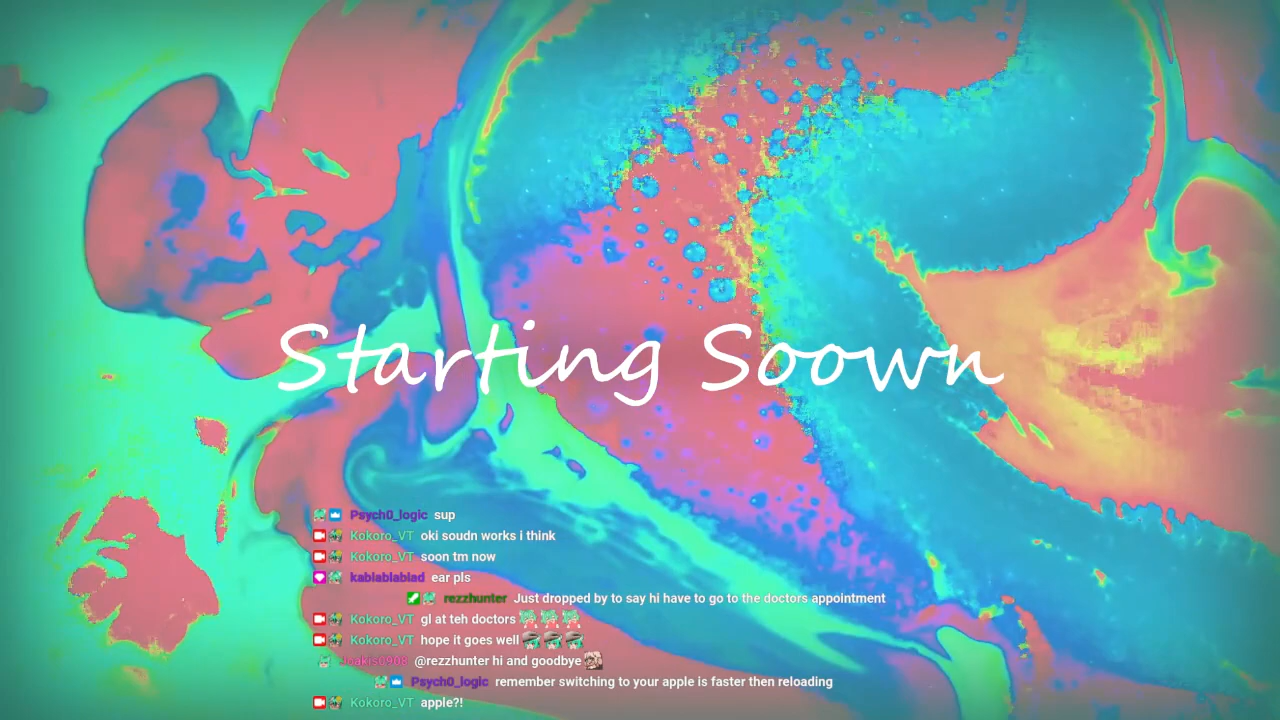 Starting Soown
Psych0_logic sup
Kokoro_VT oki soudn works i think
Kokoro_VT soon tm now
kablablablad ear pls
rezzhunter Just dropped by to say hi have to go to the doctors appointment
Kokoro_VT gl at teh doctors
Kokoro_VT hope it goes well
@rezzhunter hi and goodbye
Psych0_logic remember switching to your apple is faster then reloading
Kokoro_VT apple?!